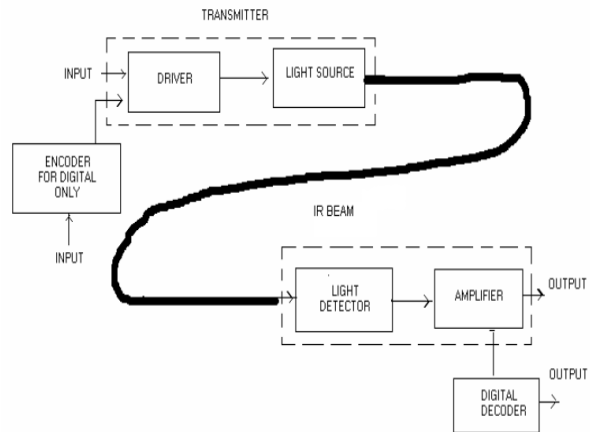 TRANSMITTER
INPUT
DRIVER
LIGHT SOURCE
ENCODER
FOR DIGITAL
ONLY
INPUT
IR BEAM
LIGHT
DETECTOR
AMPLIFIER
OUTPUT
DIGITAL
DECODER
OUTPUT